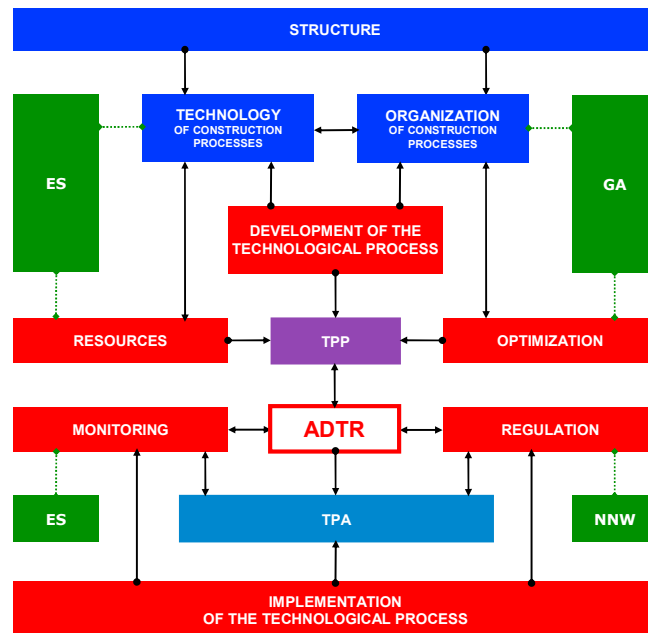 STRUCTURE
TECHNOLOGY
OF CONSTRUCTION
PROCESSES
ORGANIZATION
OF CONSTRUCTION
PROCESSES
ES
GA
DEVELOPMENT OF THE
TECHNOLOGICAL PROCESS
RESOURCES
TPP
OPTIMIZATION
MONITORING
ADTR
REGULATION
ES
TPA
NNW
IMPLEMENTATION
OF THE TECHNOLOGICAL PROCESS